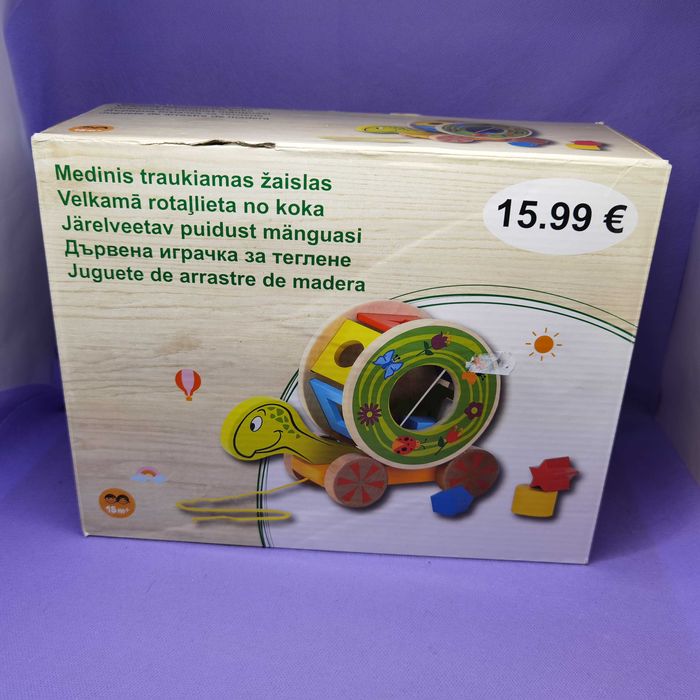 Medinis traukiamas žaislas
Velkamā rotaļlieta no koka
Järelveetav puidust mänguasi
Дървена играчка за теглене
Juguete de arrastre de madera
15.99 €
18m+